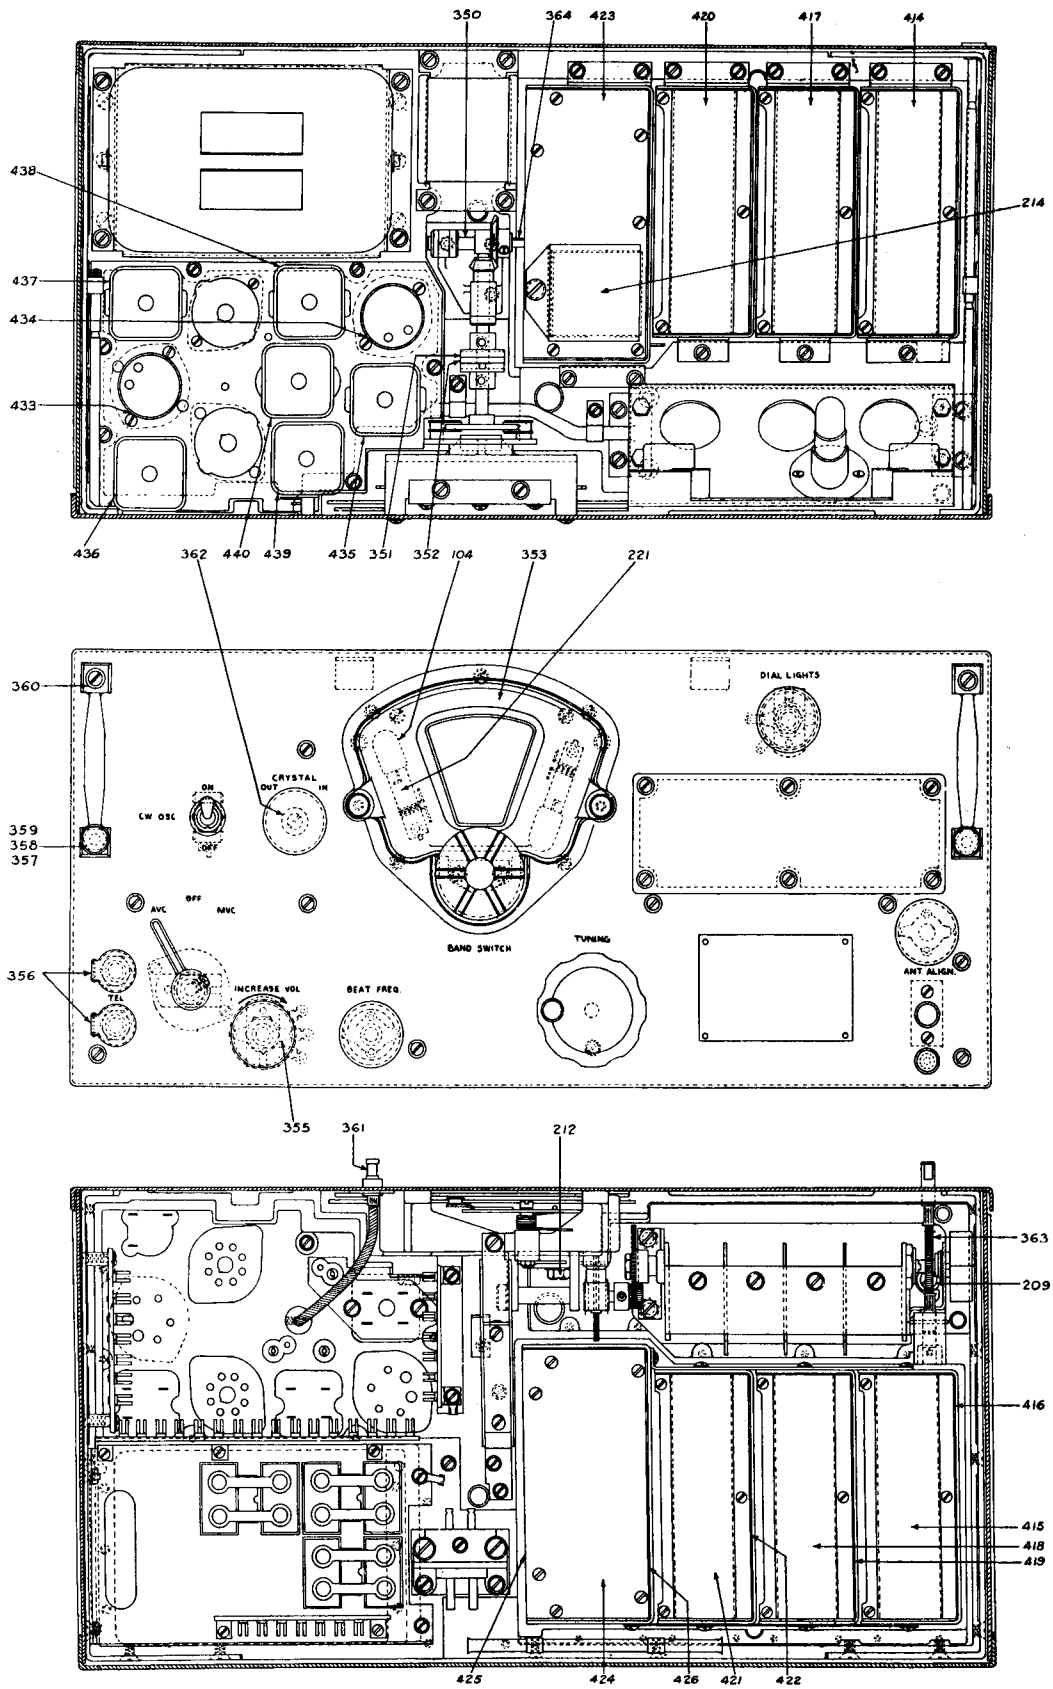 350 364 423 420 417 414
438
214
437
434
433
436 362 440 439 435 351 352 104 353 221
360
DIAL LIGHTS
CRYSTAL
OUT IN
ON
CW OSC
OFF
359
358
357
OFF
AVC MVC
BAND SWITCH
TUNING
ANT ALIGN.
356
TEL
INCREASE VOL
BEAT FREQ.
355 361 212
363
209
416
415
418
419
425 424 426 421 422